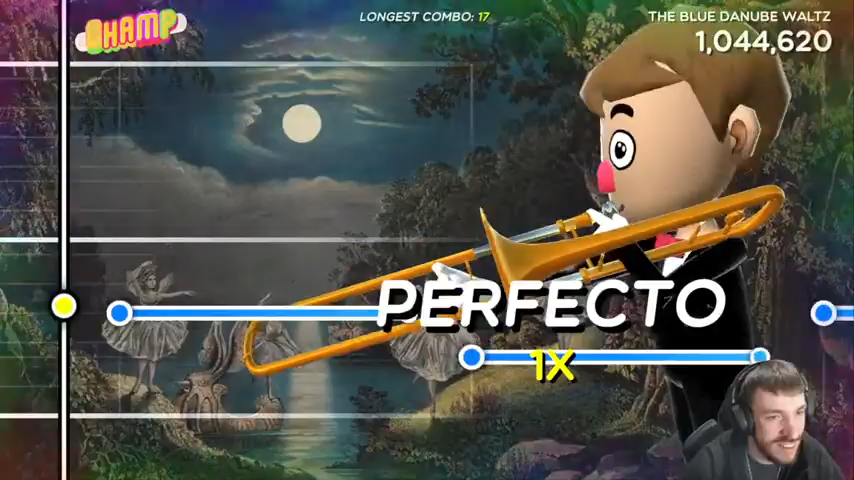 CHAMP
LONGEST COMBO: 17
THE BLUE DANUBE WALTZ
1,044,620
PERFECTO
1X